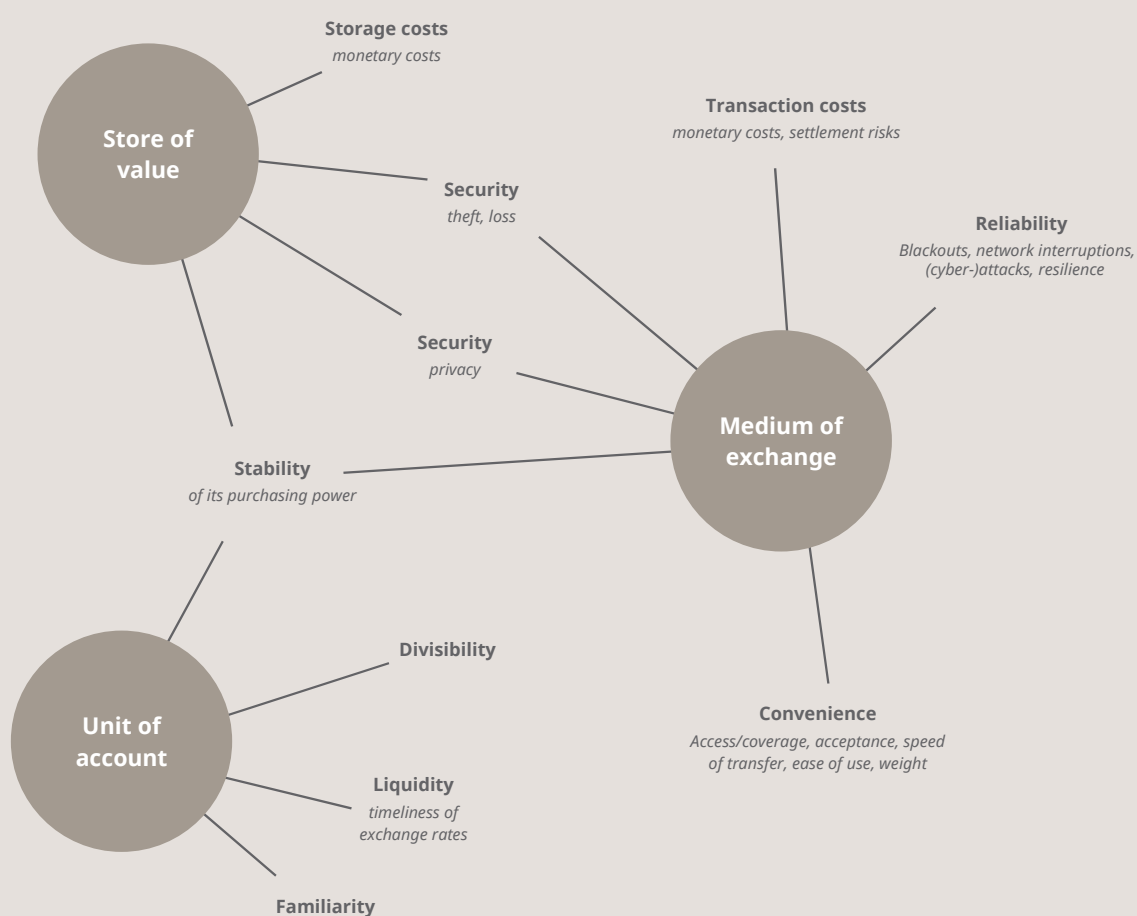 Storage costs
monetary costs
Store of
value
Transaction costs
monetary costs, settlement risks
Security
theft, loss
Reliability
Blackouts, network interruptions,
(cyber-)attacks, resilience
Security
privacy
Medium of
exchange
Stability
of its purchasing power
Divisibility
Unit of
account
Convenience
Access/coverage, acceptance, speed
of transfer, ease of use, weight
Liquidity
timeliness of
exchange rates
Familiarity